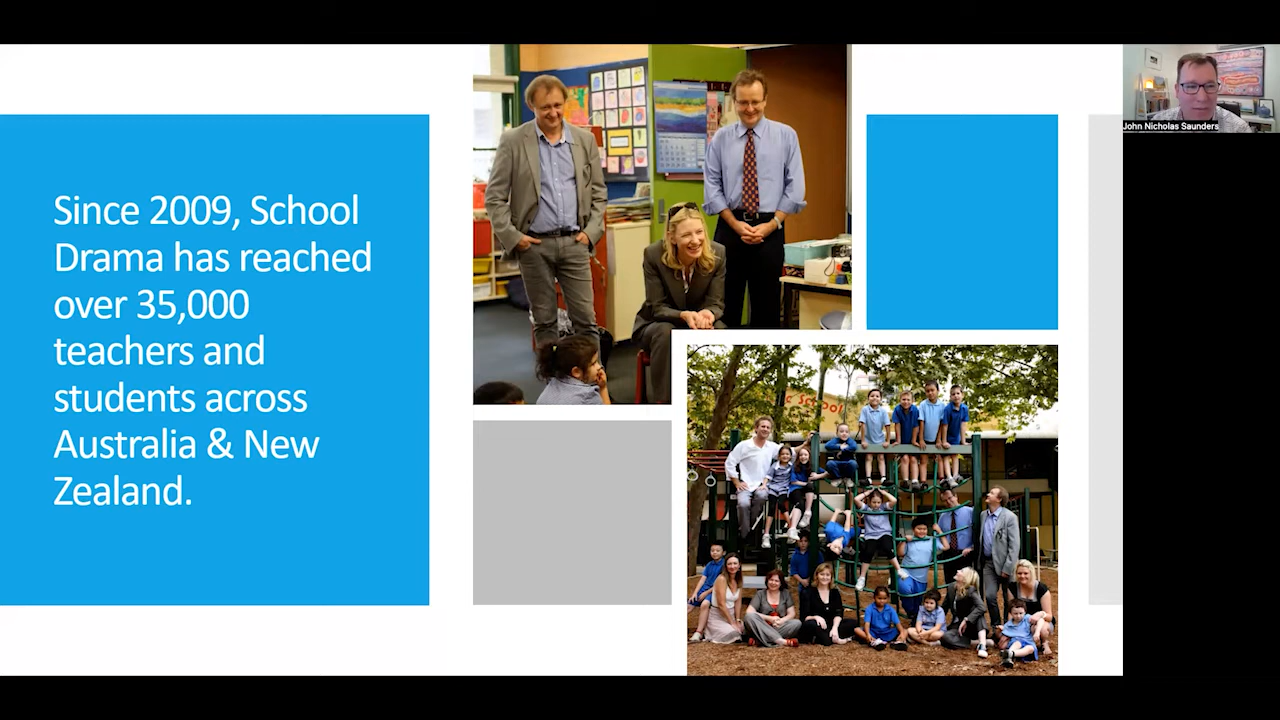 Since 2009, School
Drama has reached
over 35,000
teachers and
students across
Australia & New
Zealand.
School
John Nicholas Saunders